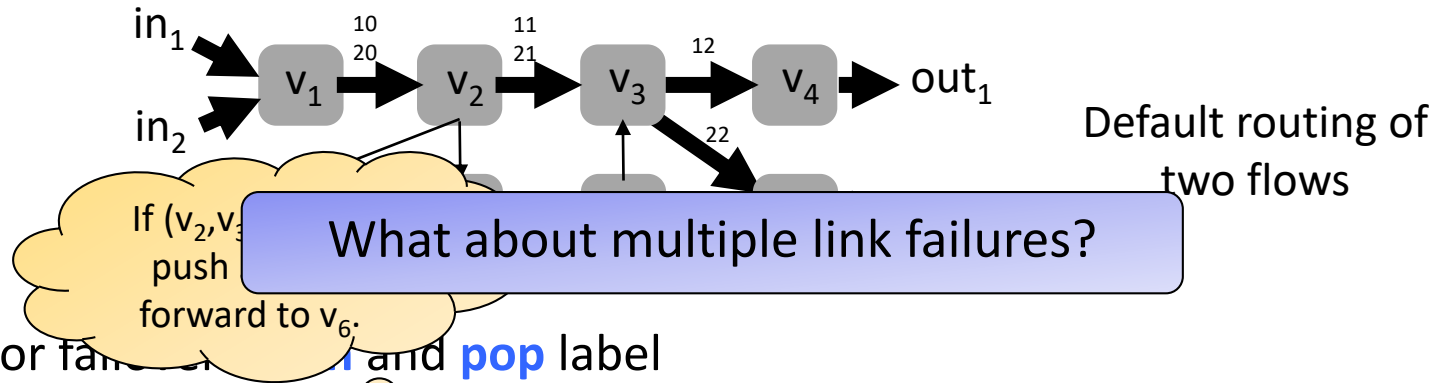 in₁
10
20
11
21
12
v₁
v₂
v₃
v₄
out₁
in₂
22
Default routing of
two flows
If (v₂,v₃
push
forward to v₆.
What about multiple link failures?
or and pop label